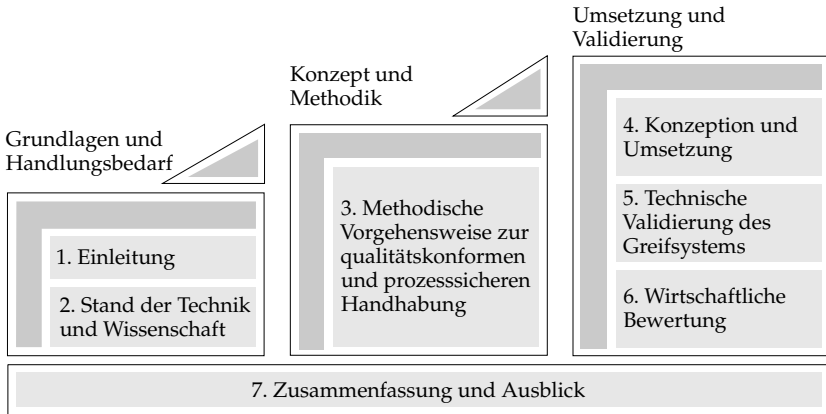 Grundlagen und
Handlungsbedarf
1. Einleitung
2. Stand der Technik
und Wissenschaft
Konzept und
Methodik
3. Methodische
Vorgehensweise zur
qualitätskonformen
und prozesssicheren
Handhabung
Umsetzung und
Validierung
4. Konzeption und
Umsetzung
5. Technische
Validierung des
Greifsystems
6. Wirtschaftliche
Bewertung
7. Zusammenfassung und Ausblick